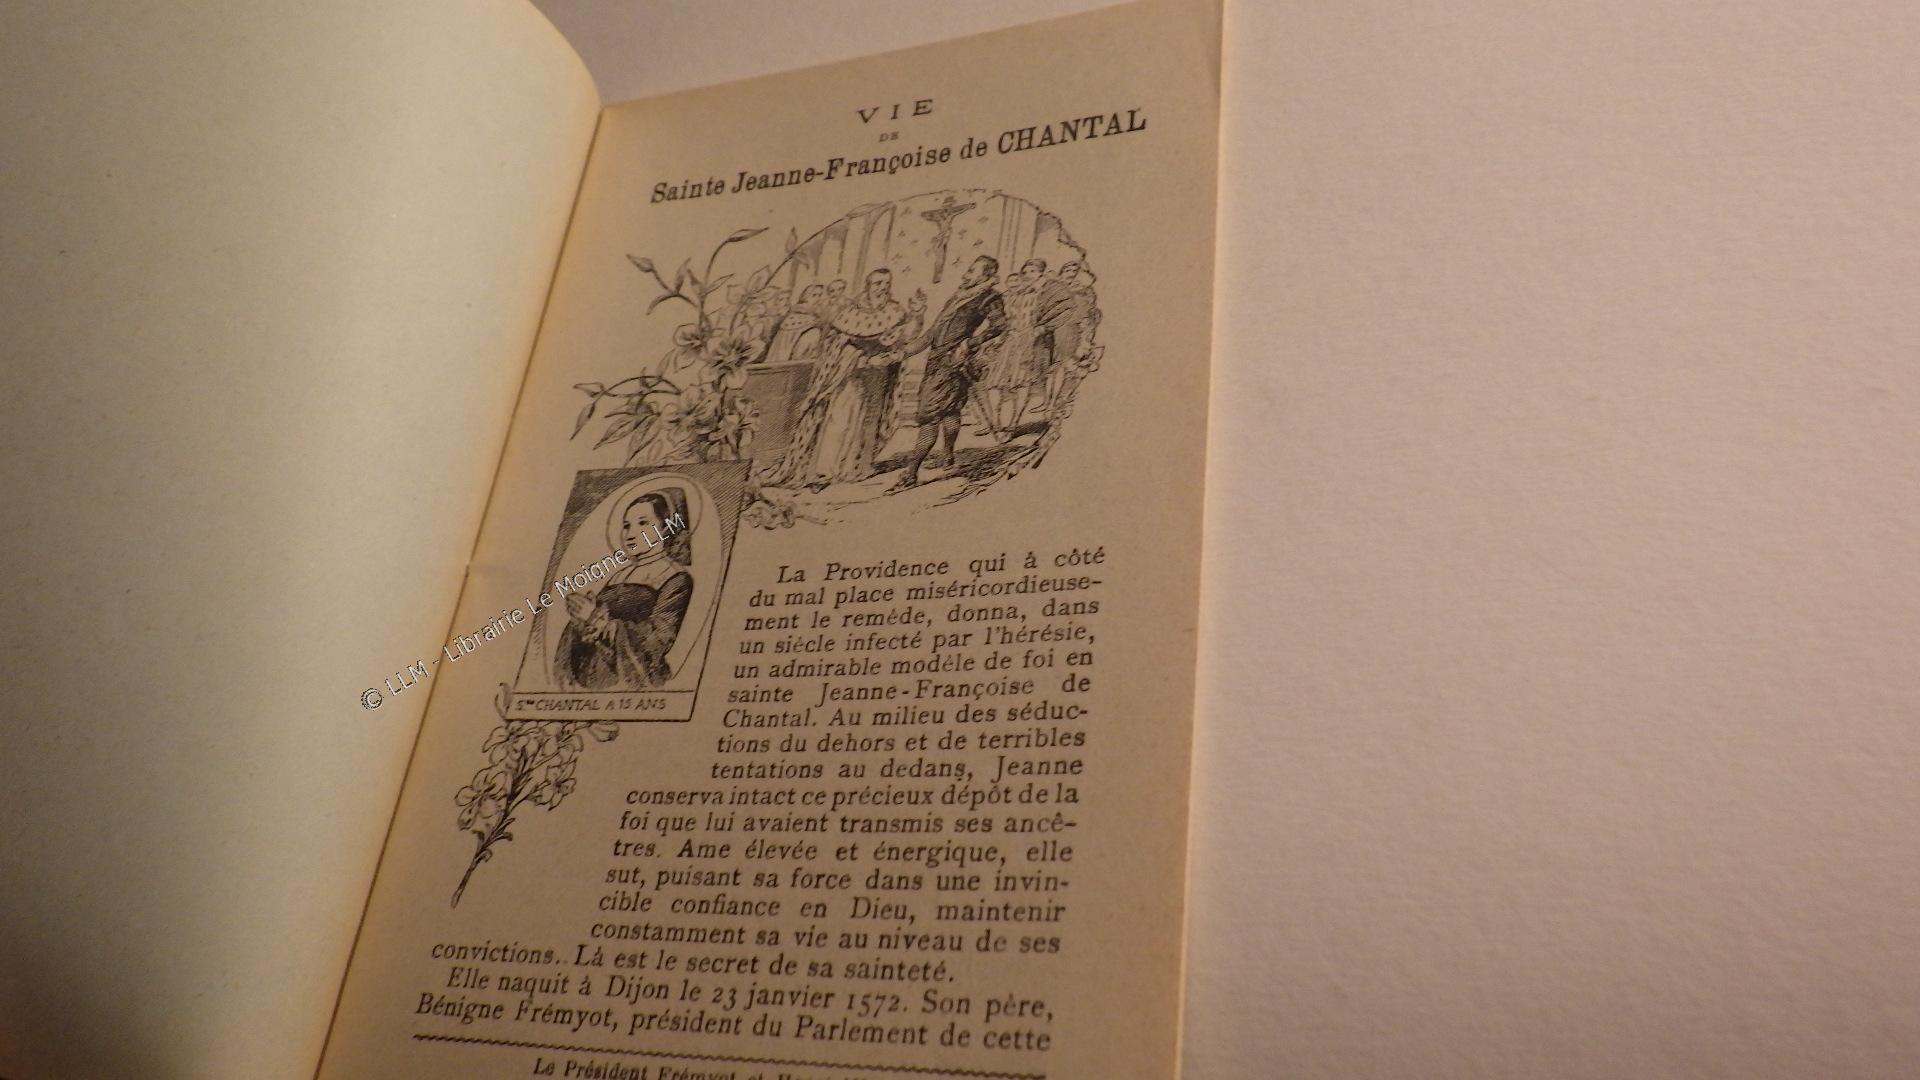 VIE
DE
Sainte Jeanne-Françoise de CHANTAL
La Providence qui à côté
du mal place miséricordieuse-
ment le remède, donna, dans
un siècle infecté par l'hérésie,
un admirable modèle de foi en
sainte Jeanne-Françoise de
Chantal. Au milieu des séduc-
tions du dehors et de terribles
tentations au dedans, Jeanne
conserva intact ce précieux dépôt de la
foi que lui avaient transmis ses ancê-
tres. Ame élevée et énergique, elle
sut, puisant sa force dans une invin-
cible confiance en Dieu, maintenir
constamment sa vie au niveau de ses
convictions. Là est le secret de sa sainteté.
Elle naquit à Dijon le 23 janvier 1572. Son père,
Bénigne Frémyot, président du Parlement de cette
Le Président Frémyot et
Ste CHANTAL A 15 ANS
© LLM - Librairie Le Moigne - LLM